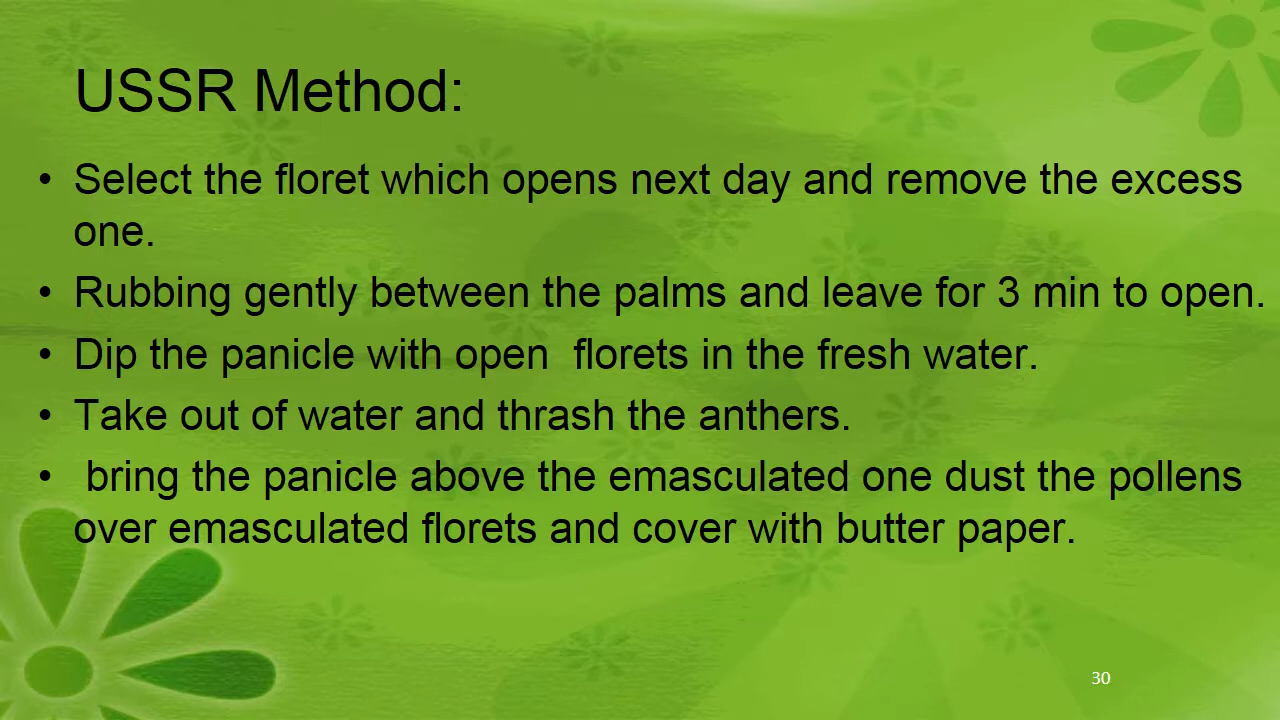 USSR Method:
• Select the floret which opens next day and remove the excess
one.
• Rubbing gently between the palms and leave for 3 min to open.
• Dip the panicle with open  florets in the fresh water.
• Take out of water and thrash the anthers.
•  bring the panicle above the emasculated one dust the pollens
over emasculated florets and cover with butter paper.
30